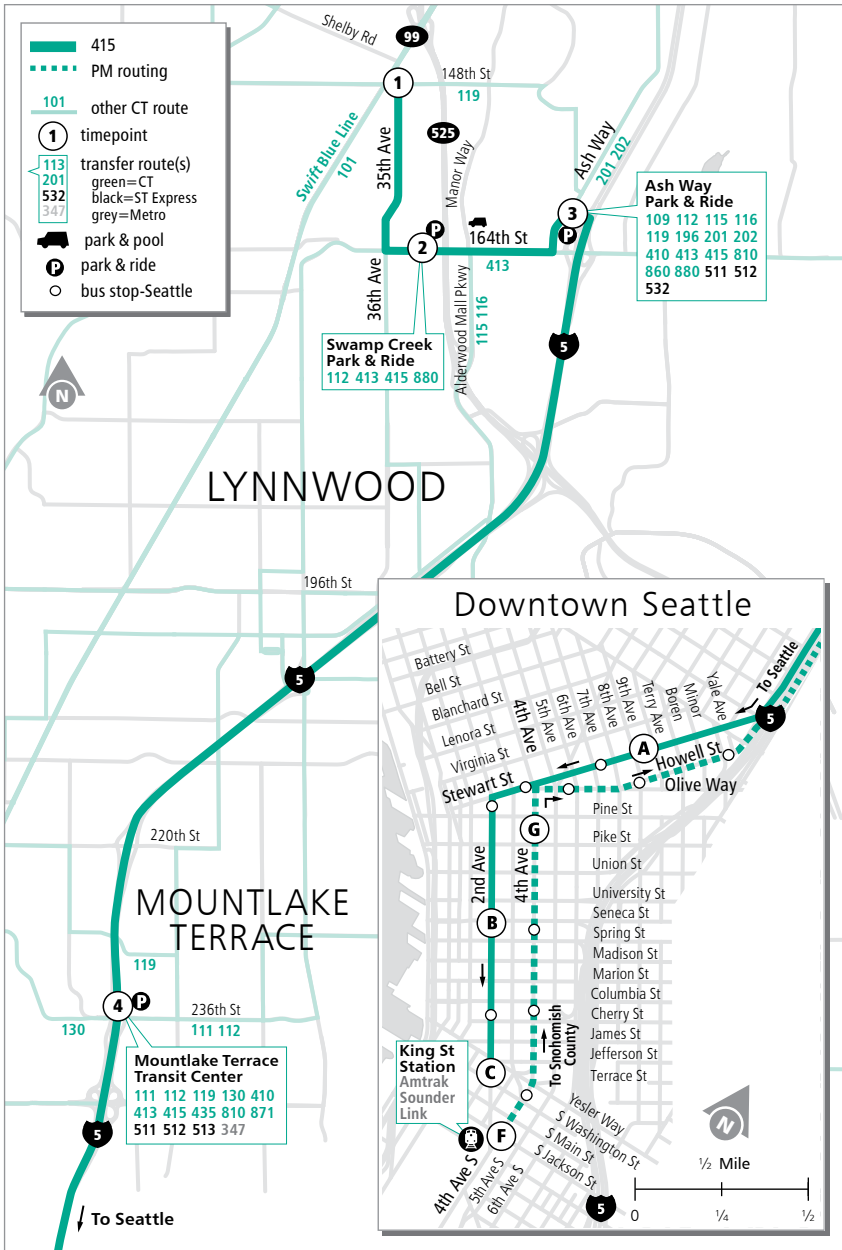 415
PM routing
101
other CT route
1
timepoint
113
201
532
347
transfer route(s)
green=CT
black=ST Express
grey=Metro
park & pool
P
park & ride
bus stop-Seattle
Shelby Rd
99
1
148th St
119
Swift Blue Line
101
35th Ave
525
Manor Way
Ash Way
201 202
3
P
Ash Way
Park & Ride
109 112 115 116
119 196 201 202
410 413 415 810
860 880 511 512
532
P
2
164th St
413
36th Ave
Alderwood Mall Pkwy
115 116
Swamp Creek
Park & Ride
112 413 415 880
5
N
LYNNWOOD
196th St
5
220th St
MOUNTLAKE
TERRACE
119
4
P
236th St
130
111 112
Mountlake Terrace
Transit Center
111 112 119 130 410
413 415 435 810 871
511 512 513 347
5
To Seattle
Downtown Seattle
Battery St
Bell St
Blanchard St
Lenora St
Virginia St
Stewart St
4th Ave
5th Ave
6th Ave
7th Ave
8th Ave
9th Ave
Terry Ave
Boren
Minor
Yale Ave
To Seattle
5
A
Howell St
Olive Way
G
Pine St
Pike St
Union St
University St
Seneca St
Spring St
Madison St
Marion St
Columbia St
Cherry St
James St
Jefferson St
Terrace St
2nd Ave
4th Ave
B
To Snohomish
County
C
King St
Station
Amtrak
Sounder
Link
F
Yesler Way
S Washington St
S Main St
S Jackson St
4th Ave S
5th Ave S
6th Ave S
5
N
½ Mile
0
¼
½